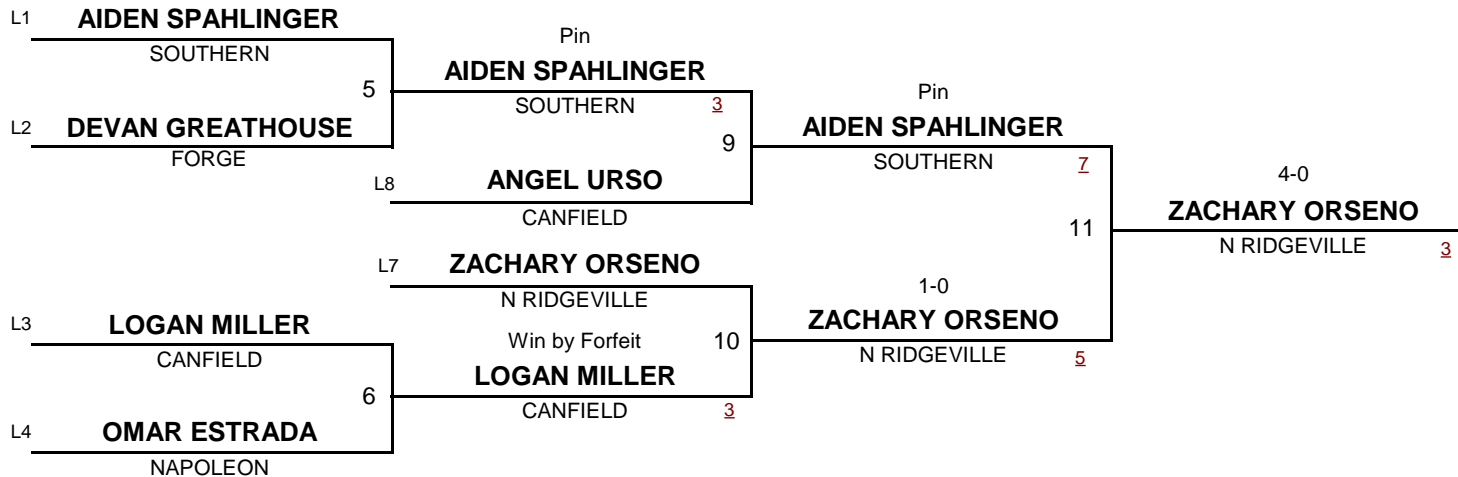 L1 AIDEN SPAHLINGER
SOUTHERN
5
L2 DEVAN GREATHOUSE
FORGE
Pin
AIDEN SPAHLINGER
SOUTHERN 3
9
L8 ANGEL URSO
CANFIELD
Pin
AIDEN SPAHLINGER
SOUTHERN 7
11
4-0
ZACHARY ORSENO
N RIDGEVILLE 3
L7 ZACHARY ORSENO
N RIDGEVILLE
10
1-0
ZACHARY ORSENO
N RIDGEVILLE 5
L3 LOGAN MILLER
CANFIELD
6
Win by Forfeit
LOGAN MILLER
CANFIELD 3
L4 OMAR ESTRADA
NAPOLEON